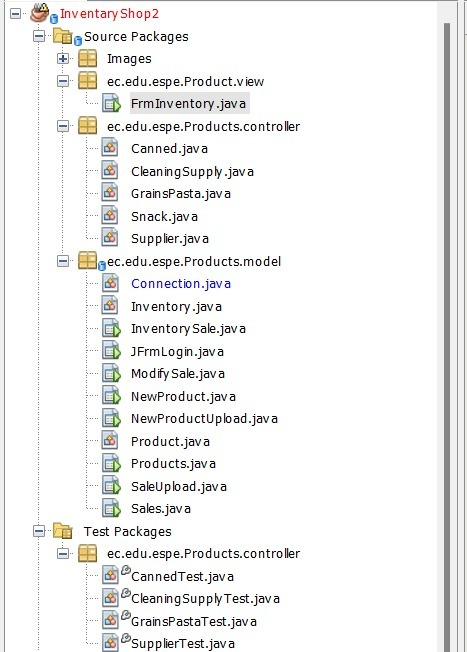 InventaryShop2
Source Packages
Images
ec.edu.espe.Product.view
FrmInventory.java
ec.edu.espe.Products.controller
Canned.java
CleaningSupply.java
GrainsPasta.java
Snack.java
Supplier.java
ec.edu.espe.Products.model
Connection.java
Inventory.java
InventorySale.java
JFrmLogin.java
ModifySale.java
NewProduct.java
NewProductUpload.java
Product.java
Products.java
SaleUpload.java
Sales.java
Test Packages
ec.edu.espe.Products.controller
CannedTest.java
CleaningSupplyTest.java
GrainsPastaTest.java
SupplierTest.java